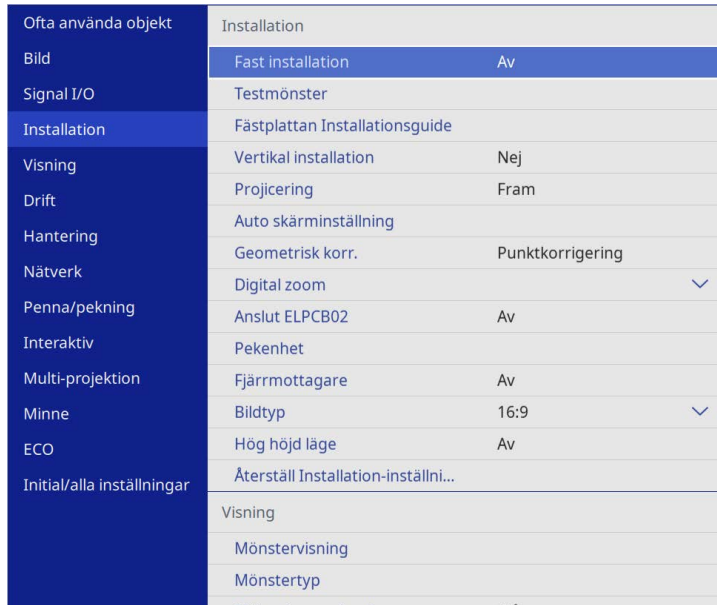 Ofta använda objekt
Bild
Signal I/O
Installation
Visning
Drift
Hantering
Nätverk
Penna/pekning
Interaktiv
Multi-projektion
Minne
ECO
Initial/alla inställningar
Installation
Fast installation Av
Testmönster
Fästplattan Installationsguide
Vertikal installation Nej
Projicering Fram
Auto skärminställning
Geometrisk korr. Punktkorrigering
Digital zoom
Anslut ELPCB02 Av
Pekenhet
Fjärrmottagare Av
Bildtyp 16:9
Hög höjd läge Av
Återställ Installation-inställni...
Visning
Mönstervisning
Mönstertyp